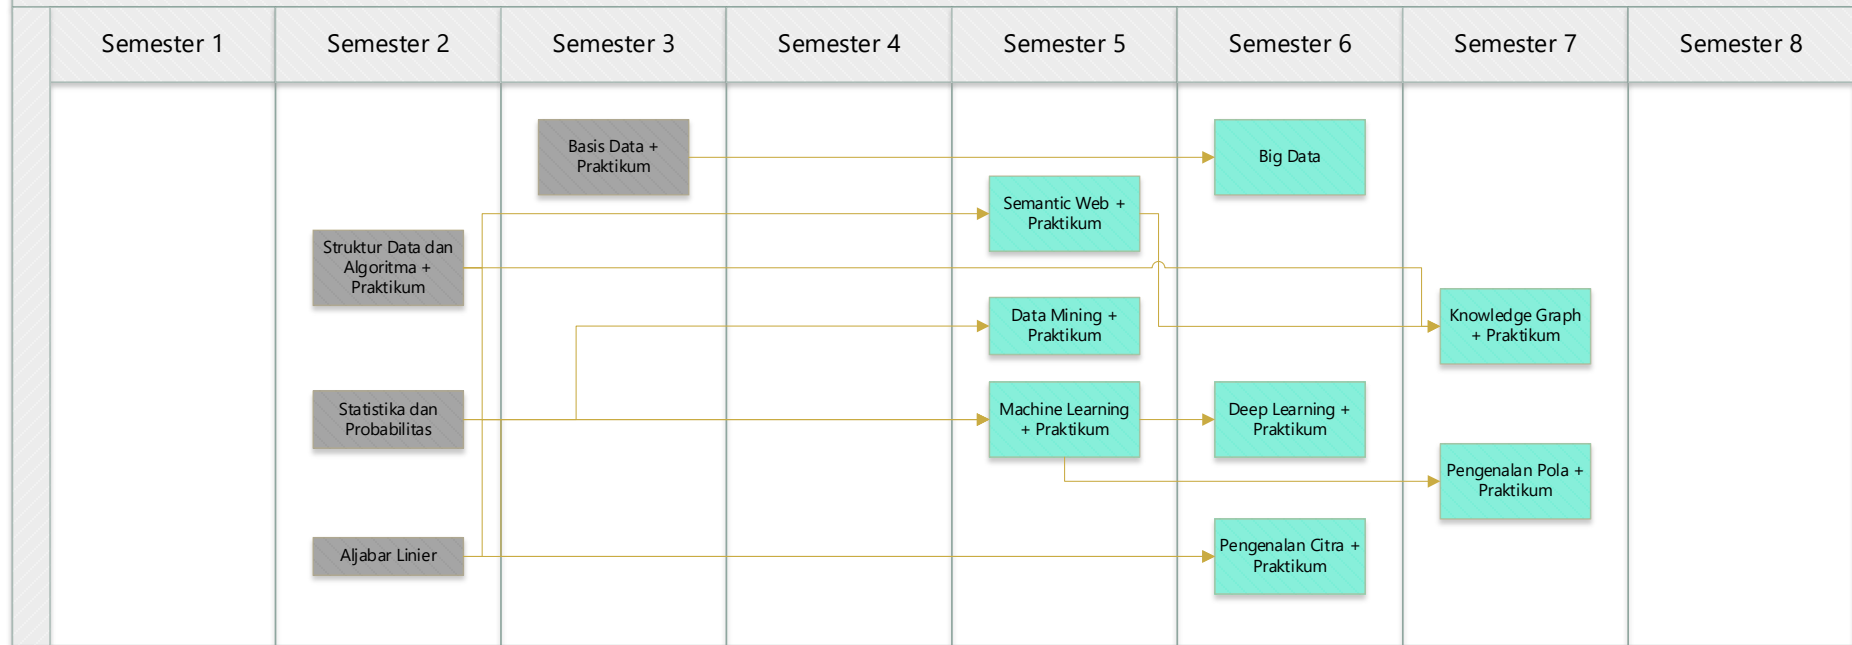 Semester 1
Semester 2
Semester 3
Semester 4
Semester 5
Semester 6
Semester 7
Semester 8
Basis Data +
Praktikum
Big Data
Semantic Web +
Praktikum
Struktur Data dan
Algoritma +
Praktikum
Data Mining +
Praktikum
Knowledge Graph
+ Praktikum
Statistika dan
Probabilitas
Machine Learning
+ Praktikum
Deep Learning +
Praktikum
Pengenalan Pola +
Praktikum
Aljabar Linier
Pengenalan Citra +
Praktikum